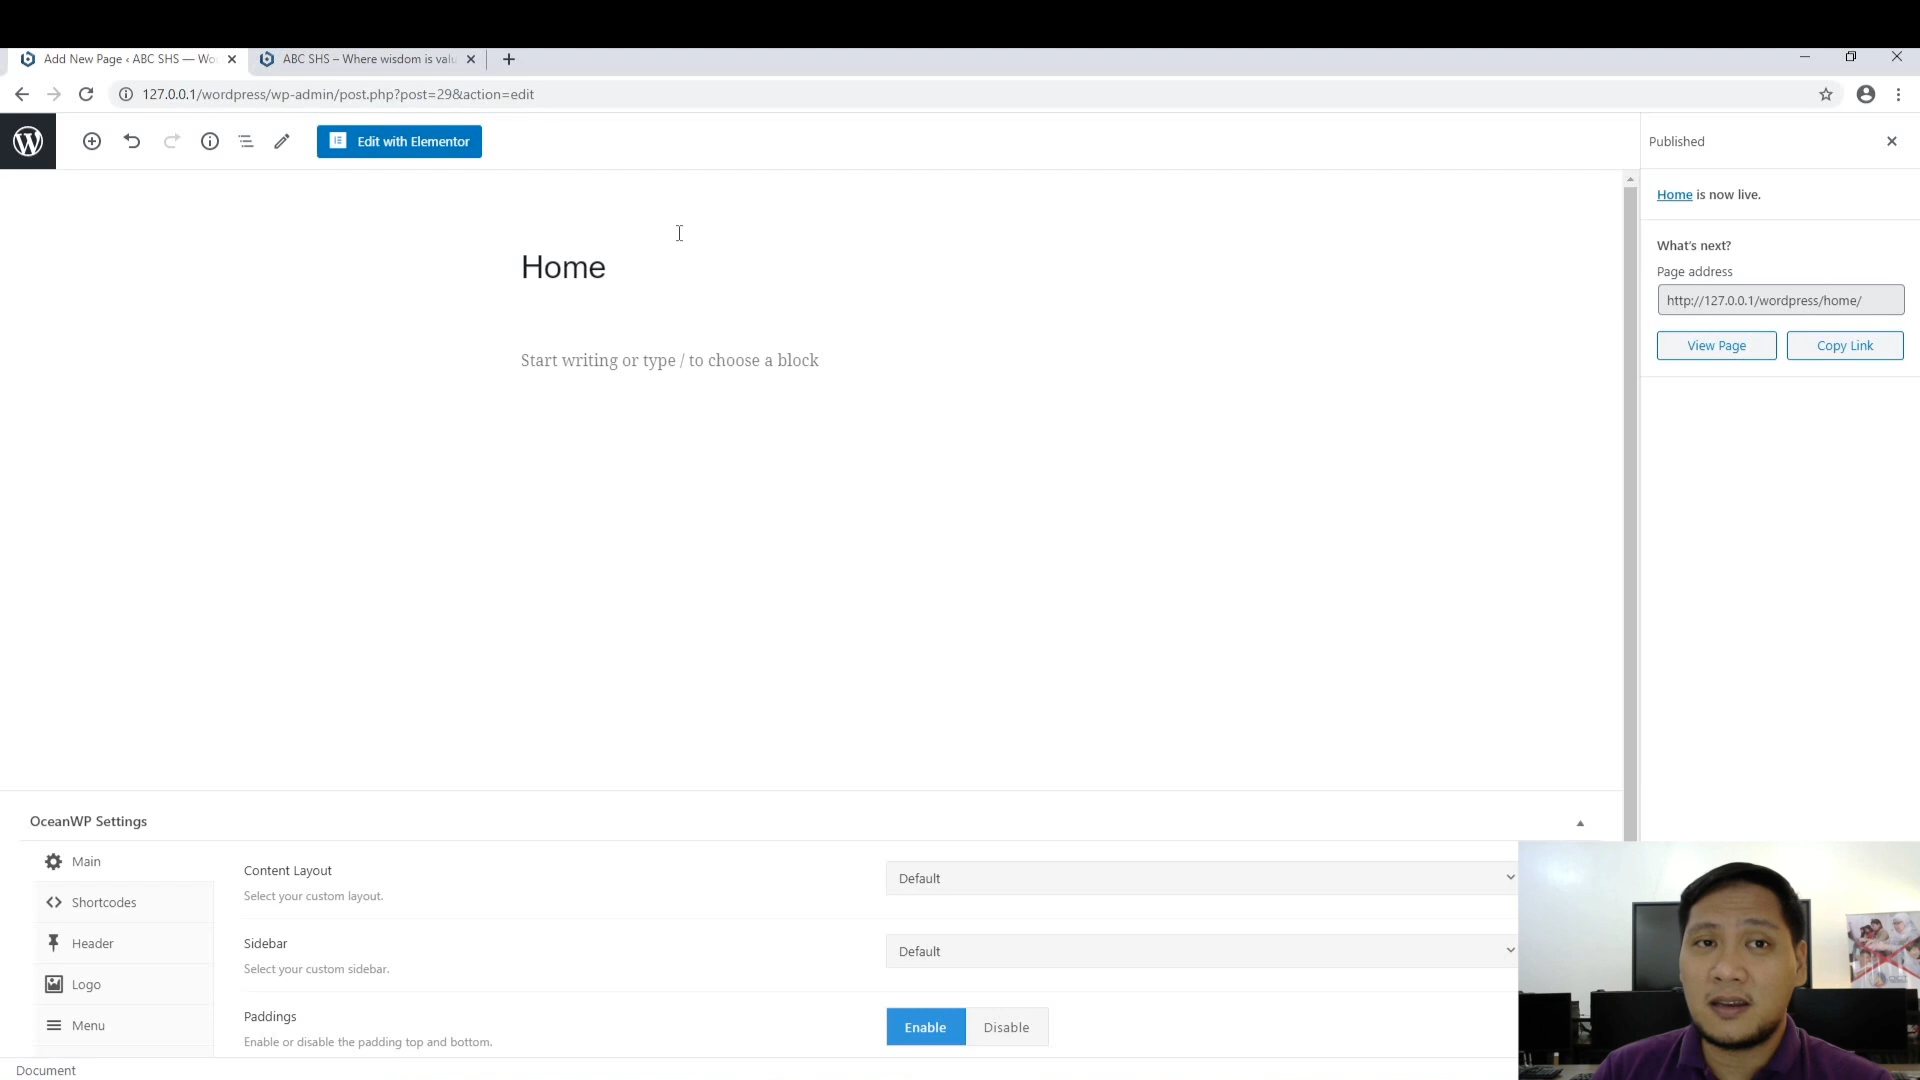 Add New Page ‹ ABC SHS — Wo
ABC SHS – Where wisdom is valu
127.0.0.1/wordpress/wp-admin/post.php?post=29&action=edit
Edit with Elementor
Published
Home is now live.
What's next?
Page address
http://127.0.0.1/wordpress/home/
View Page
Copy Link
Home
Start writing or type / to choose a block
OceanWP Settings
Main
Shortcodes
Header
Logo
Menu
Content Layout
Select your custom layout.
Default
Sidebar
Select your custom sidebar.
Default
Paddings
Enable or disable the padding top and bottom.
Enable
Disable
Document